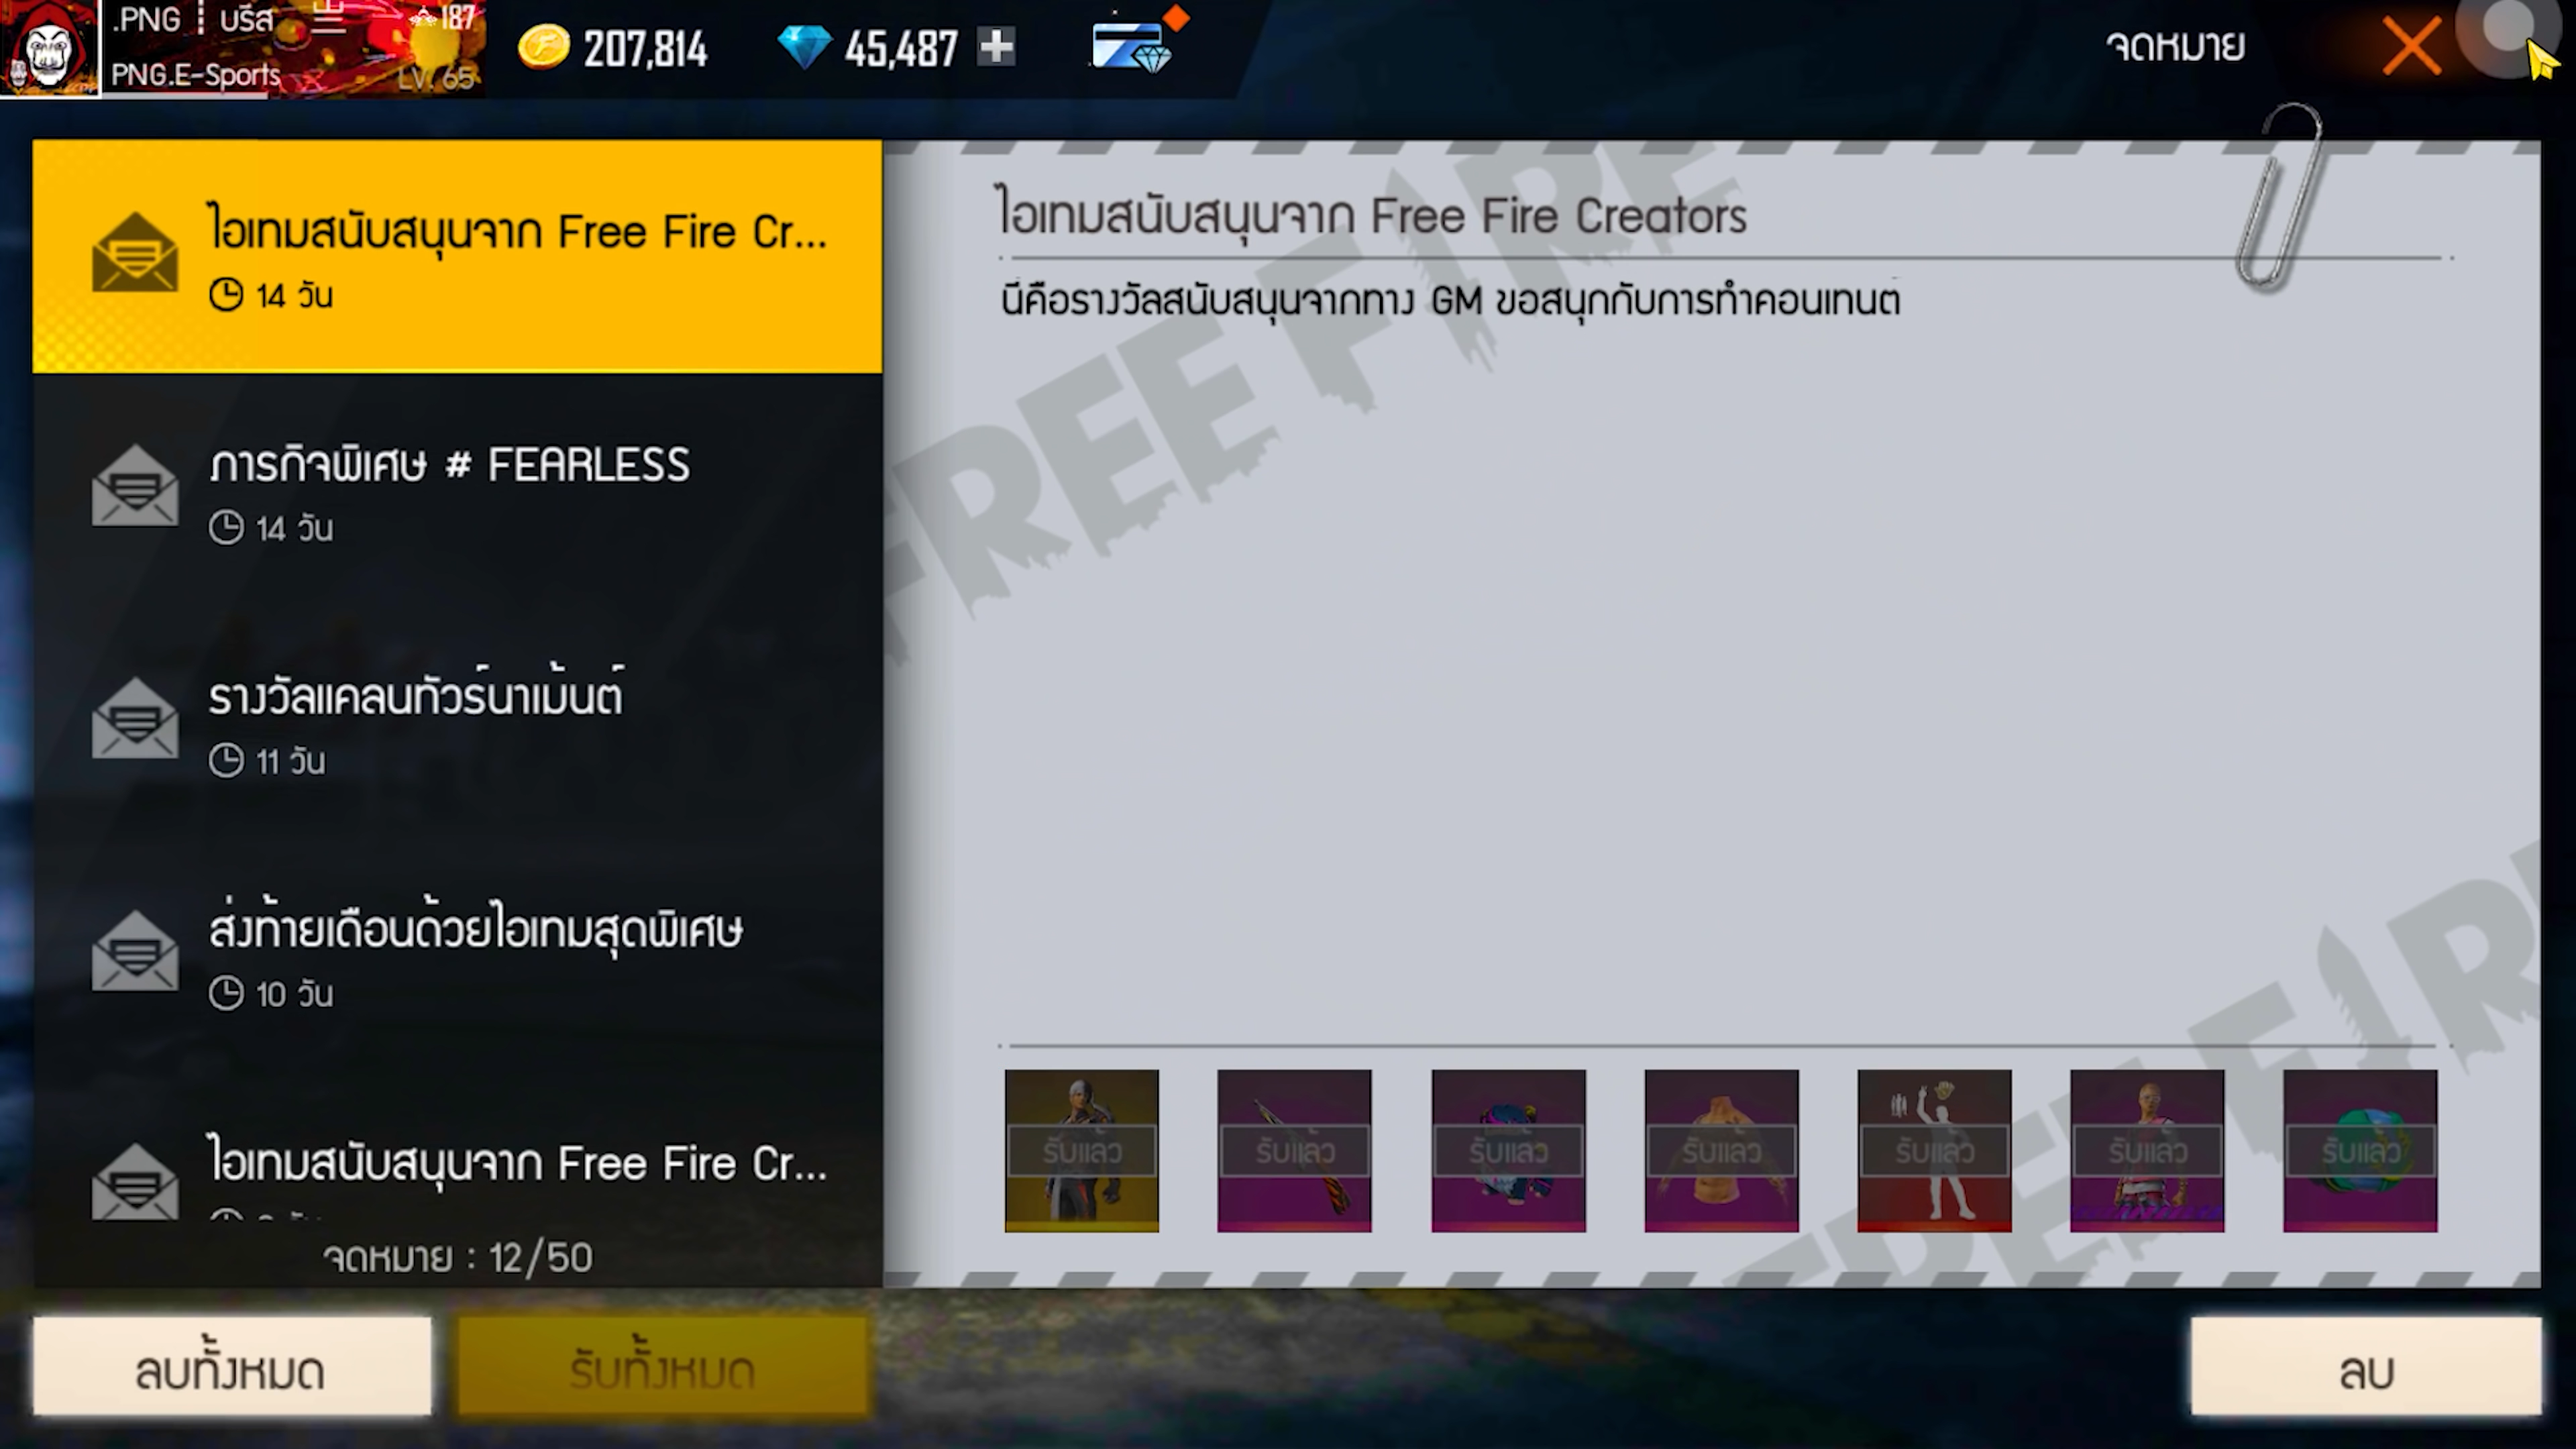 .PNG ┋ บรีส 187
PNG.E-Sports LV. 65
207,814
45,487
จดหมาย
ไอเทมสนับสนุนจาก Free Fire Cr...
14 วัน
ภารกิจพิเศษ # FEARLESS
14 วัน
รางวัลแคลนทัวร์นาเม้นต์
11 วัน
ส่งท้ายเดือนด้วยไอเทมสุดพิเศษ
10 วัน
ไอเทมสนับสนุนจาก Free Fire Cr...
จดหมาย : 12/50
ลบทั้งหมด
รับทั้งหมด
ไอเทมสนับสนุนจาก Free Fire Creators
นี่คือรางวัลสนับสนุนจากทาง GM ขอสนุกกับการทำคอนเทนต์
FREE FIRE
FREE FIRE
รับแล้ว
รับแล้ว
รับแล้ว
รับแล้ว
รับแล้ว
รับแล้ว
รับแล้ว
ลบ